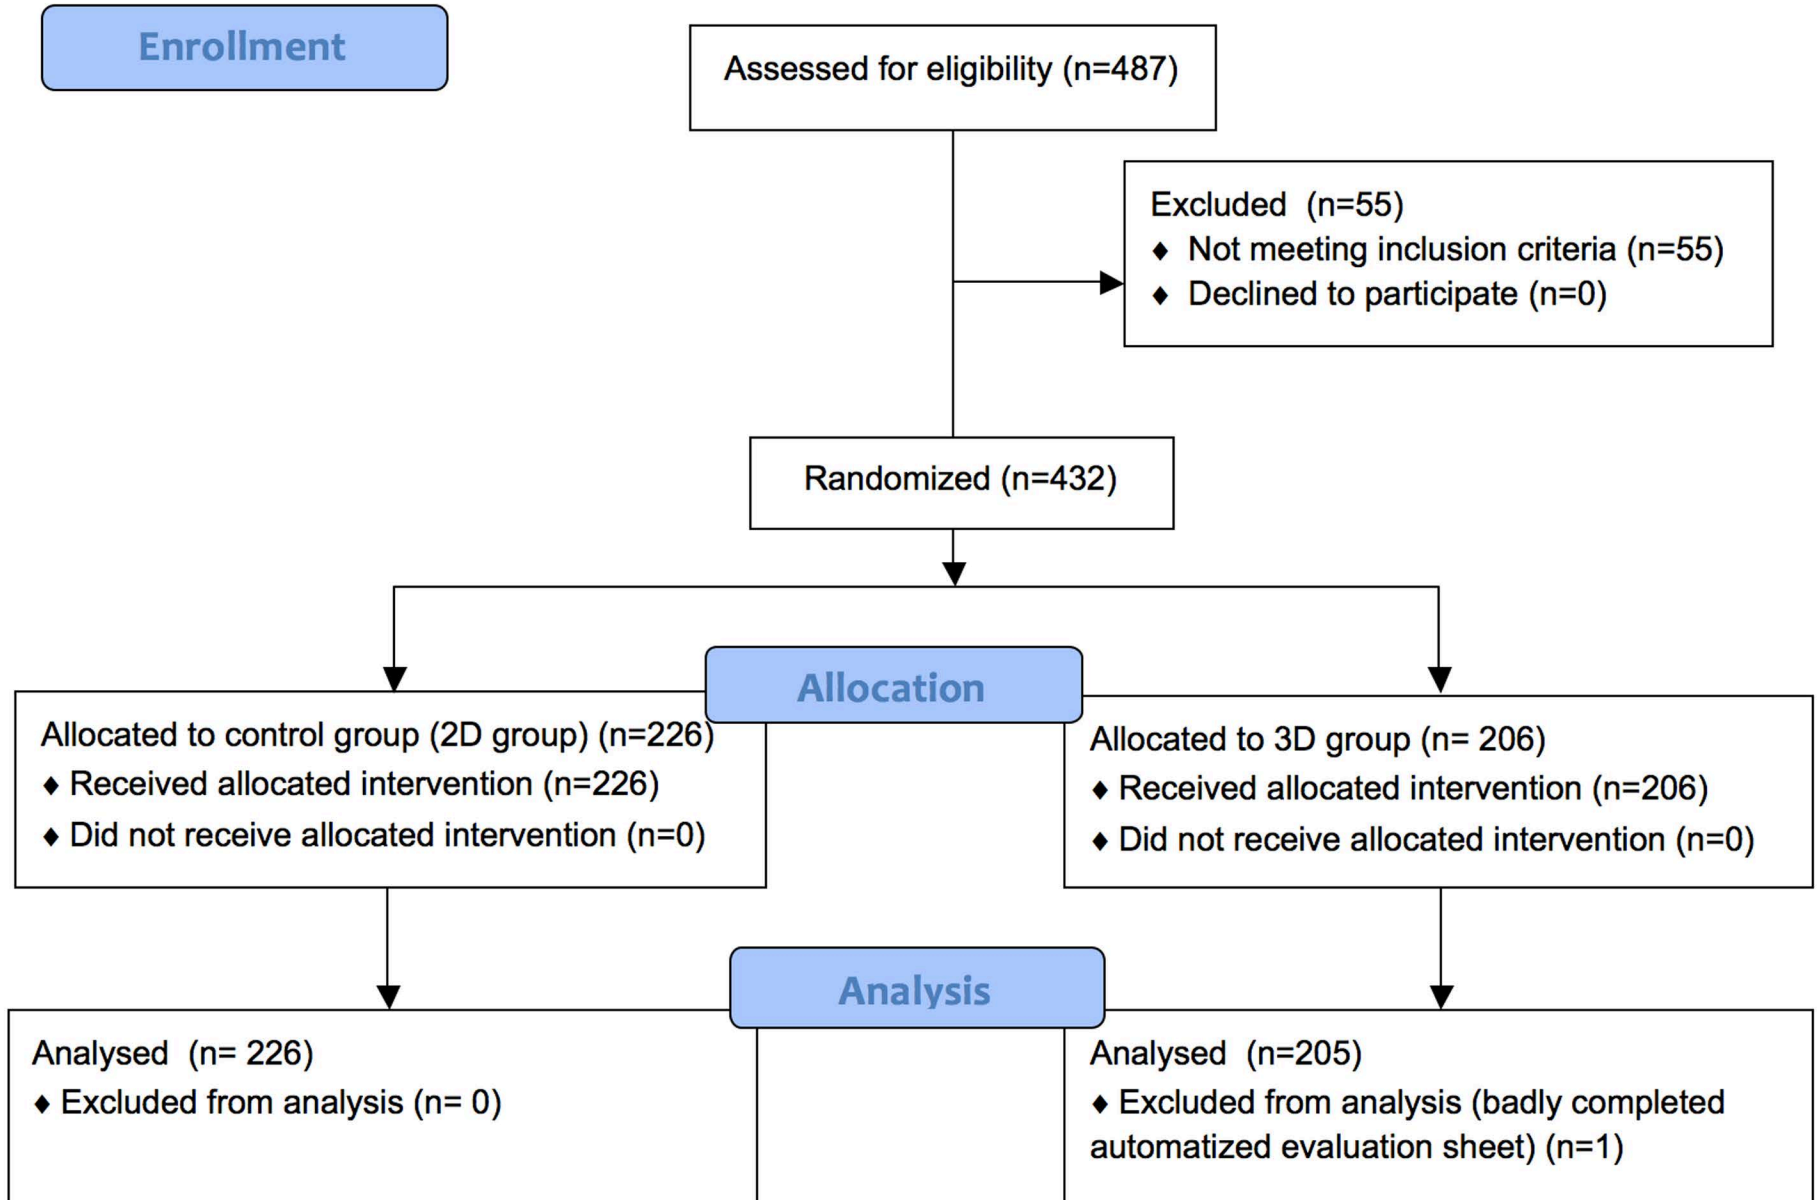 Enrollment
Assessed for eligibility (n=487)
Excluded  (n=55)
♦ Not meeting inclusion criteria (n=55)
♦ Declined to participate (n=0)
Randomized (n=432)
Allocation
Allocated to control group (2D group) (n=226)
♦ Received allocated intervention (n=226)
♦ Did not receive allocated intervention (n=0)
Allocated to 3D group (n= 206)
♦ Received allocated intervention (n=206)
♦ Did not receive allocated intervention (n=0)
Analysis
Analysed  (n= 226)
♦ Excluded from analysis (n= 0)
Analysed  (n=205)
♦ Excluded from analysis (badly completed
automatized evaluation sheet) (n=1)